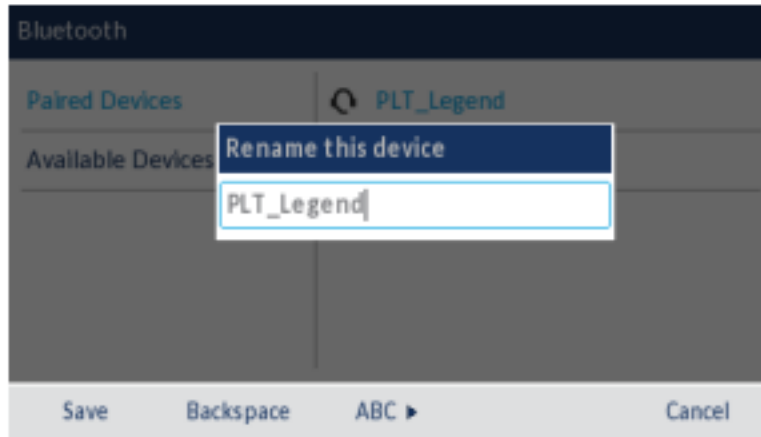 Bluetooth
Paired Devices
PLT_Legend
Available Devices
Rename this device
PLT_Legend
Save
Backspace
ABC ▸
Cancel